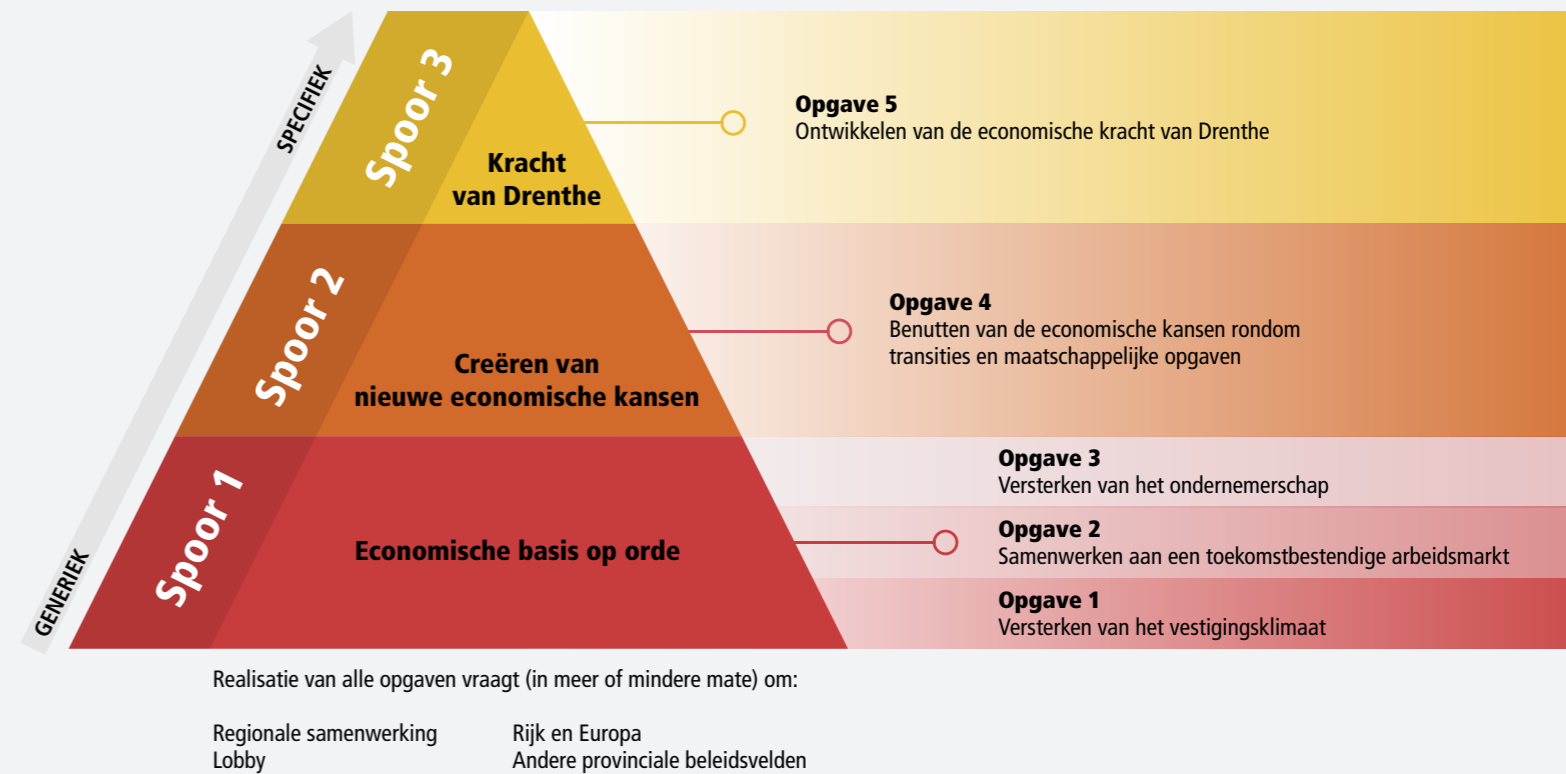 SPECIFIEK
GENERIEK
Spoor 3
Kracht
van Drenthe
Opgave 5
Ontwikkelen van de economische kracht van Drenthe
Spoor 2
Creëren van
nieuwe economische kansen
Opgave 4
Benutten van de economische kansen rondom
transities en maatschappelijke opgaven
Spoor 1
Economische basis op orde
Opgave 3
Versterken van het ondernemerschap
Opgave 2
Samenwerken aan een toekomstbestendige arbeidsmarkt
Opgave 1
Versterken van het vestigingsklimaat
Realisatie van alle opgaven vraagt (in meer of mindere mate) om:
Regionale samenwerking
Lobby
Rijk en Europa
Andere provinciale beleidsvelden